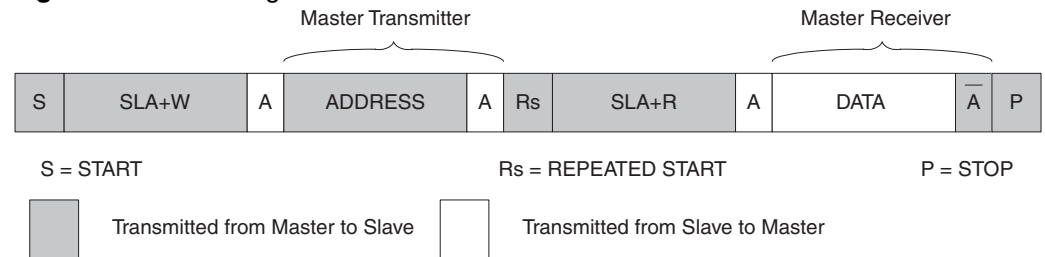 Master Transmitter Master Receiver
S SLA+W A ADDRESS A Rs SLA+R A DATA A̅ P
S = START Rs = REPEATED START P = STOP
Transmitted from Master to Slave Transmitted from Slave to Master